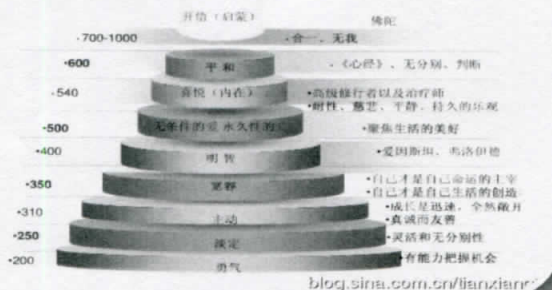 开悟（启蒙）
佛陀
·700-1000
·合一、无我
·600
平和
·《心经》、无分别、判断
·540
喜悦（内在）
·高级修行者以及治疗师
·耐性、慈悲、平静、持久的乐观
·500
无条件的爱 永久性的
·聚焦生活的美好
·400
明智
·爱因斯坦、弗洛伊德
·350
宽容
·自己才是自己命运的主宰
·自己才是自己生活的创造
·310
主动
·成长是迅速、全然敞开
·真诚而友善
·250
淡定
·灵活和无分别性
·200
勇气
·有能力把握机会
blog.sina.com.cn/tianxiang